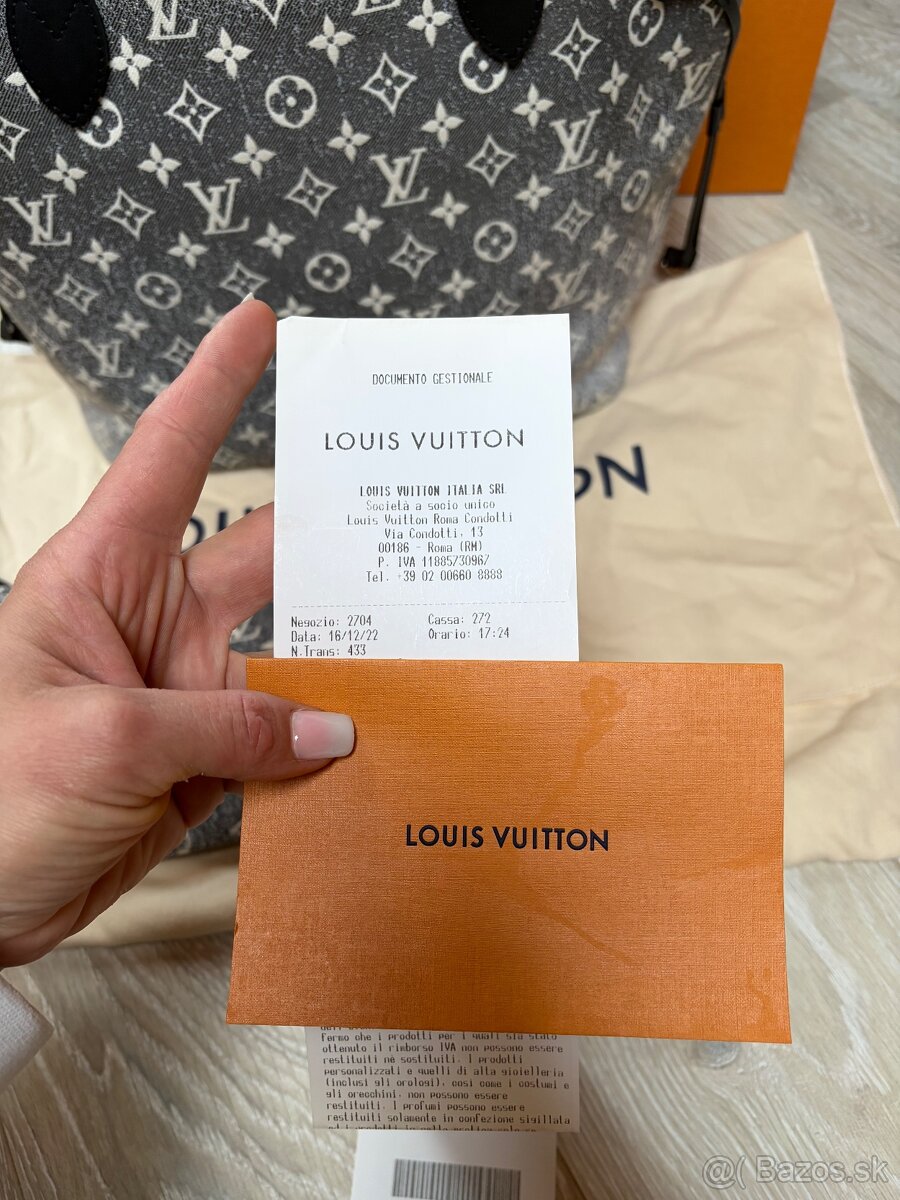 DOCUMENTO GESTIONALE
LOUIS VUITTON
LOUIS VUITTON ITALIA SRL
Società a socio unico
Louis Vuitton Roma Condotti
Via Condotti, 13
00186 - Roma (RM)
P. IVA 11885730967
Tel. +39 02 00660 8888
Negozio: 2704 Cassa: 272
Data: 16/12/22 Orario: 17:24
N.Trans: 433
LOUIS VUITTON
fermo che i prodotti per i quali sia stato
ottenuto il rimborso IVA non possono essere
restituiti né sostituiti. I prodotti
personalizzati e quelli di alta gioielleria
(inclusi gli orologi), così come i costumi e
gli orecchini, non possono essere
restituiti. I profumi possono essere
restituiti solamente in confezione sigillata
@( Bazos.sk